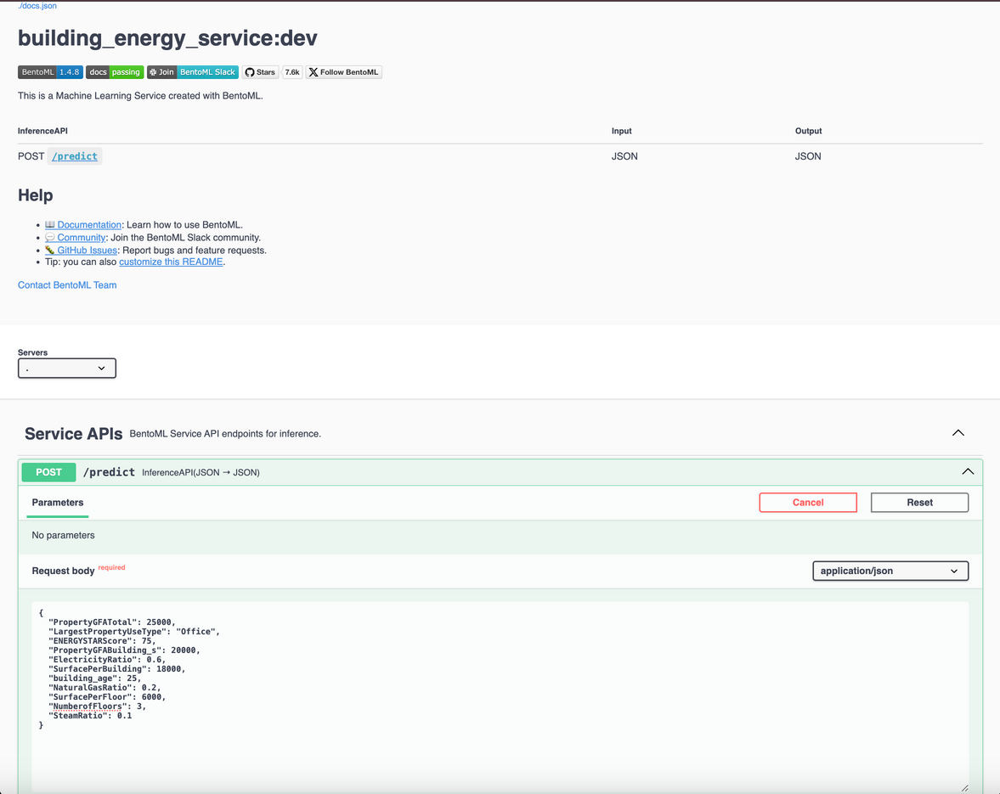 ./docs.json
building_energy_service:dev
BentoML 1.4.8 docs passing Join BentoML Slack Stars 7.6k Follow BentoML
This is a Machine Learning Service created with BentoML.
InferenceAPI Input Output
POST /predict JSON JSON
Help
• 📖 Documentation: Learn how to use BentoML.
• 💬 Community: Join the BentoML Slack community.
• 🐛 GitHub Issues: Report bugs and feature requests.
• Tip: you can also customize this README.
Contact BentoML Team
Servers
.
Service APIs BentoML Service API endpoints for inference.
POST /predict InferenceAPI(JSON → JSON)
Parameters Cancel Reset
No parameters
Request body required application/json
{
"PropertyGFATotal": 25000,
"LargestPropertyUseType": "Office",
"ENERGYSTARScore": 75,
"PropertyGFABuilding_s": 20000,
"ElectricityRatio": 0.6,
"SurfacePerBuilding": 18000,
"building_age": 25,
"NaturalGasRatio": 0.2,
"SurfacePerFloor": 6000,
"NumberofFloors": 3,
"SteamRatio": 0.1
}